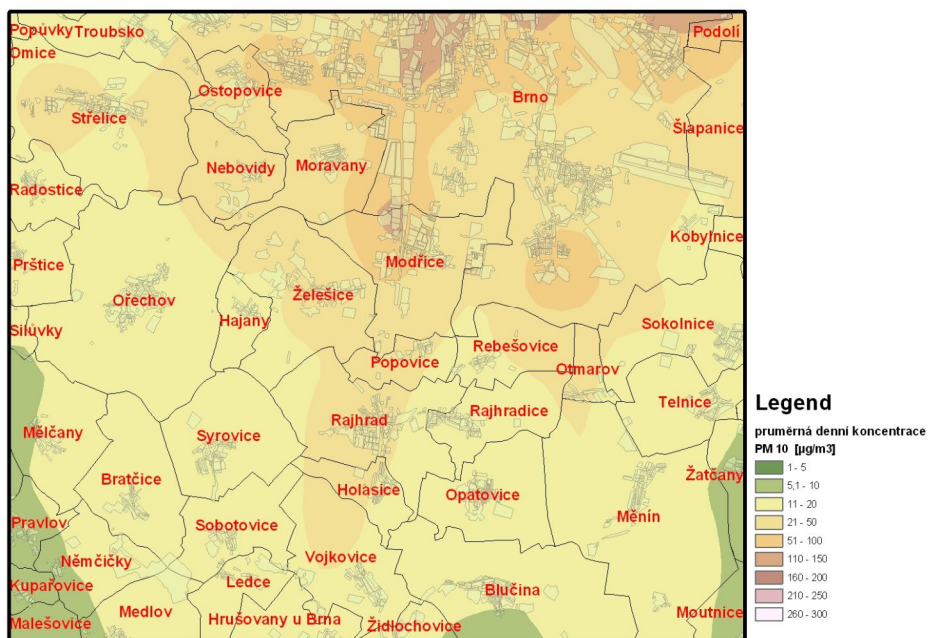 Popůvky
Troubsko
Podolí
Omice
Ostopovice
Brno
Střelice
Šlapanice
Nebovidy
Moravany
Radostice
Kobylnice
Prštice
Modřice
Ořechov
Želešice
Hajany
Silůvky
Sokolnice
Rebešovice
Popovice
Otmarov
Telnice
Rajhradice
Rajhrad
Mělčany
Syrovice
Bratčice
Žatčany
Holasice
Opatovice
Měnín
Pravlov
Sobotovice
Němčičky
Vojkovice
Kupařovice
Ledce
Blučina
Medlov
Moutnice
Malešovice
Hrušovany u Brna
Židlochovice
Legend
pruměrná denní koncentrace
PM 10 [µg/m3]
1 - 5
5,1 - 10
11 - 20
21 - 50
51 - 100
110 - 150
160 - 200
210 - 250
260 - 300